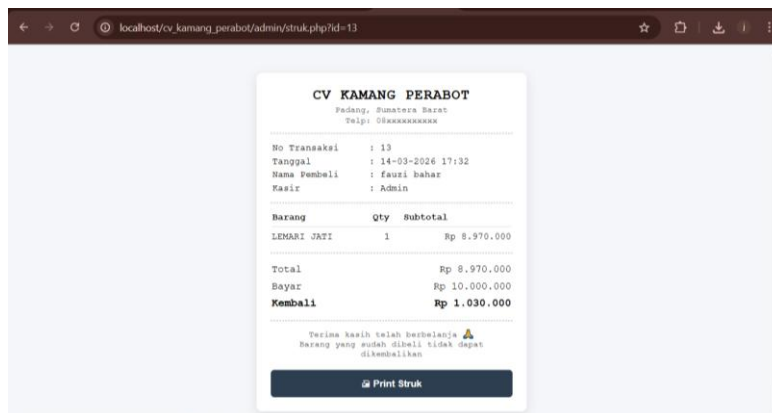 localhost/cv_kamang_perabot/admin/struk.php?id=13
CV KAMANG PERABOT
Padang, Sumatera Barat
Telp: 08xxxxxxxxxx
No Transaksi : 13
Tanggal : 14-03-2026 17:32
Nama Pembeli : fauzi bahar
Kasir : Admin
Barang Qty Subtotal
LEMARI JATI 1 Rp 8.970.000
Total Rp 8.970.000
Bayar Rp 10.000.000
Kembali Rp 1.030.000
Terima kasih telah berbelanja 🙏
Barang yang sudah dibeli tidak dapat
dikembalikan
Print Struk